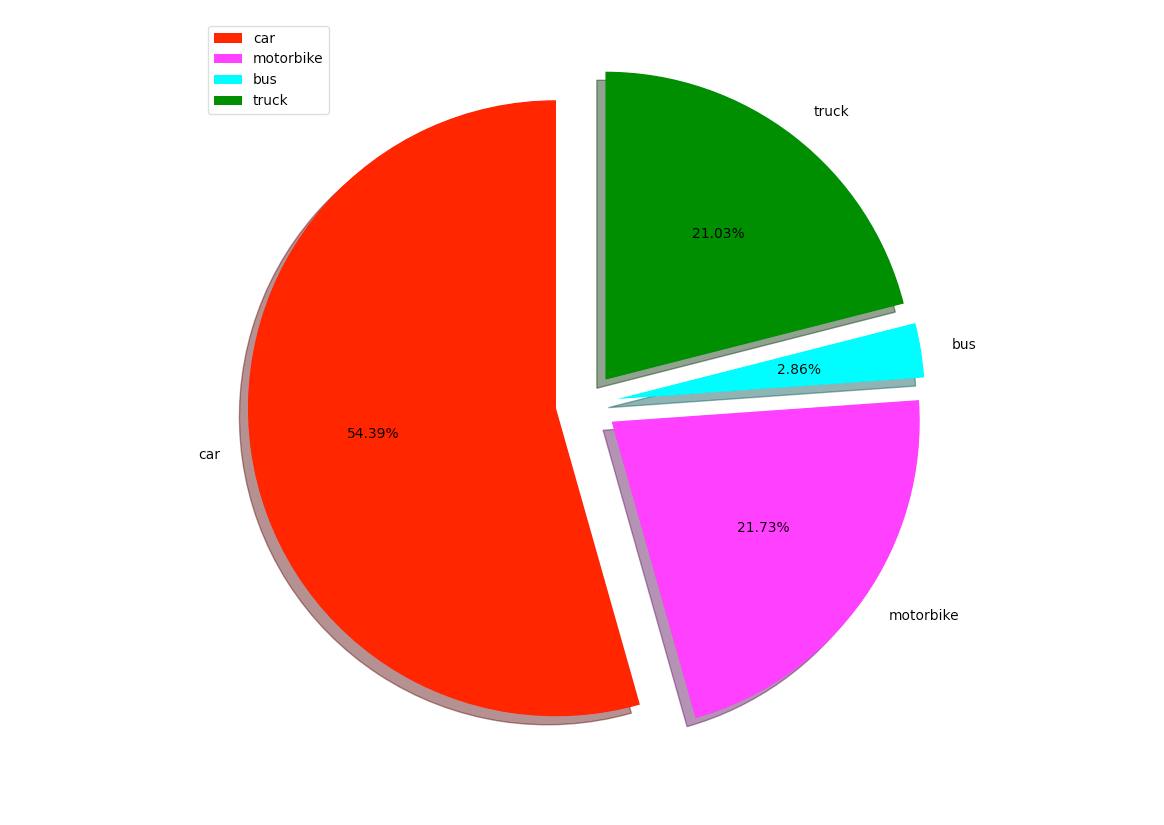 car
motorbike
bus
truck
truck
21.03%
bus
2.86%
54.39%
car
21.73%
motorbike